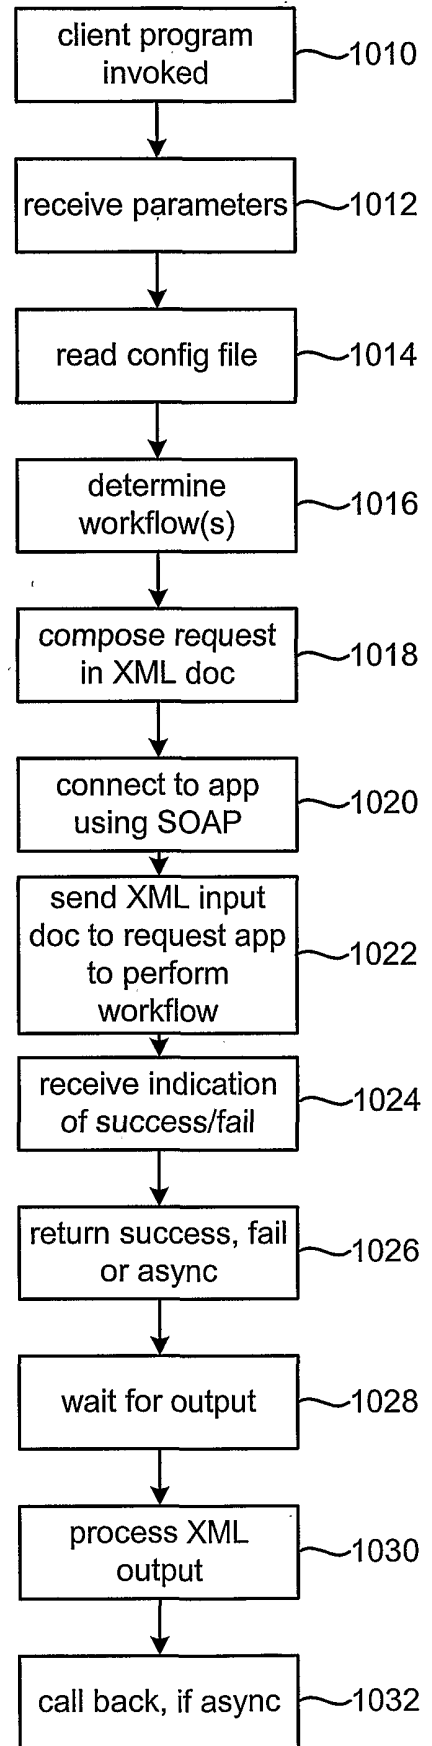 client program
invoked
1010
receive parameters
1012
read config file
1014
determine
workflow(s)
1016
compose request
in XML doc
1018
connect to app
using SOAP
1020
send XML input
doc to request app
to perform
workflow
1022
receive indication
of success/fail
1024
return success, fail
or async
1026
wait for output
1028
process XML
output
1030
call back, if async
1032